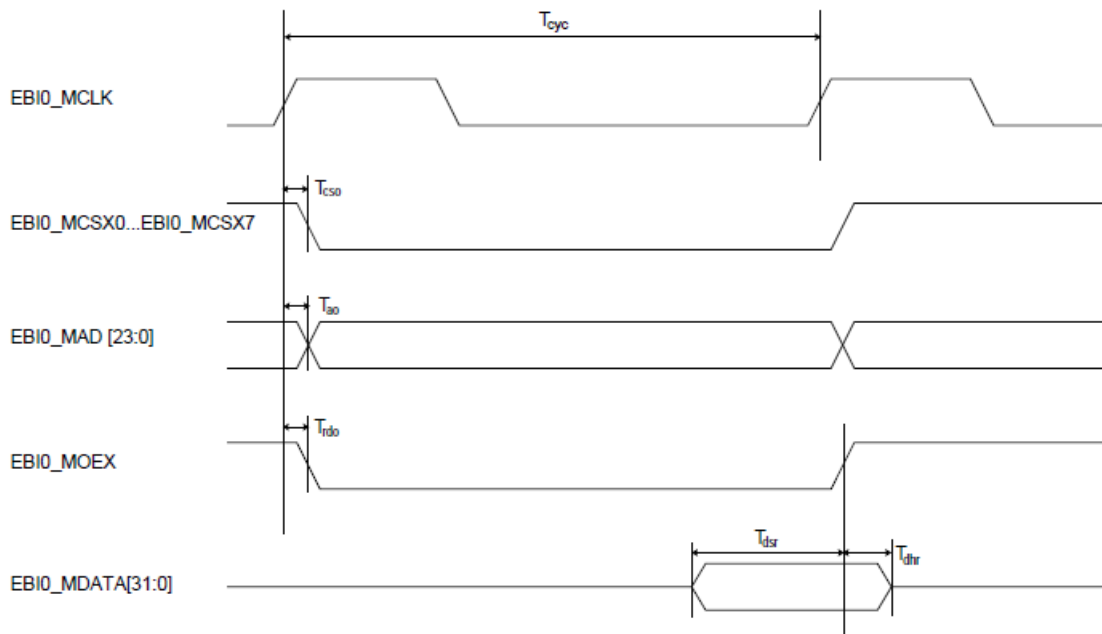 Tcyc
EBI0_MCLK
Tcso
EBI0_MCSX0...EBI0_MCSX7
Tao
EBI0_MAD [23:0]
Trdo
EBI0_MOEX
Tdsr
Tdhr
EBI0_MDATA[31:0]